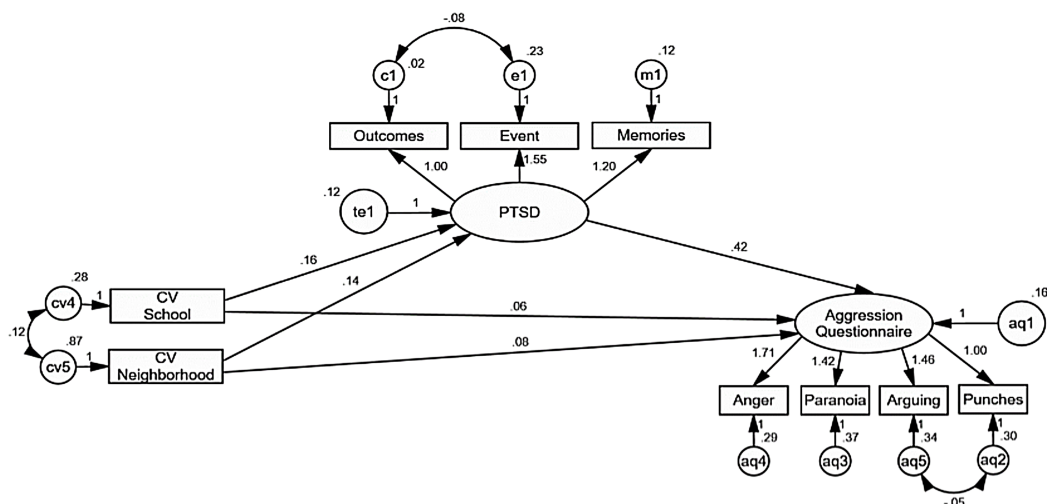 -.08
.02
.23
.12
c1
e1
m1
1
1
1
Outcomes
Event
Memories
1.00
1.55
1.20
.12
te1
1
PTSD
.42
.16
.14
.28
cv4
1
CV
School
.06
.16
Aggression
Questionnaire
1
aq1
.12
.87
cv5
1
CV
Neighborhood
.08
1.71
1.42
1.46
1.00
Anger
Paranoia
Arguing
Punches
1
.29
1
.37
1
.34
1
.30
aq4
aq3
aq5
aq2
-.05